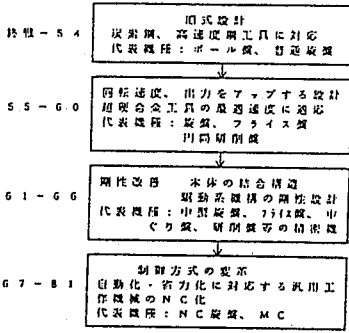 旧式設計
終戦-54
炭素鋼、高速度鋼工具に対応
代表機種：ボール盤、普通旋盤
回転速度、出力をアップする設計
55-60
超硬合金工具の最適速度に適応
代表機種：旋盤、フライス盤
円筒研削盤
剛性改善 本体の結合構造
駆動系機構の剛性設計
61-66
代表機種：中型旋盤、フライス盤、中
ぐり盤、研削盤等の精密機
制御方式の変革
67-81
自動化・省力化に対応する汎用工
作機械のNC化
代表機種：NC旋盤、MC